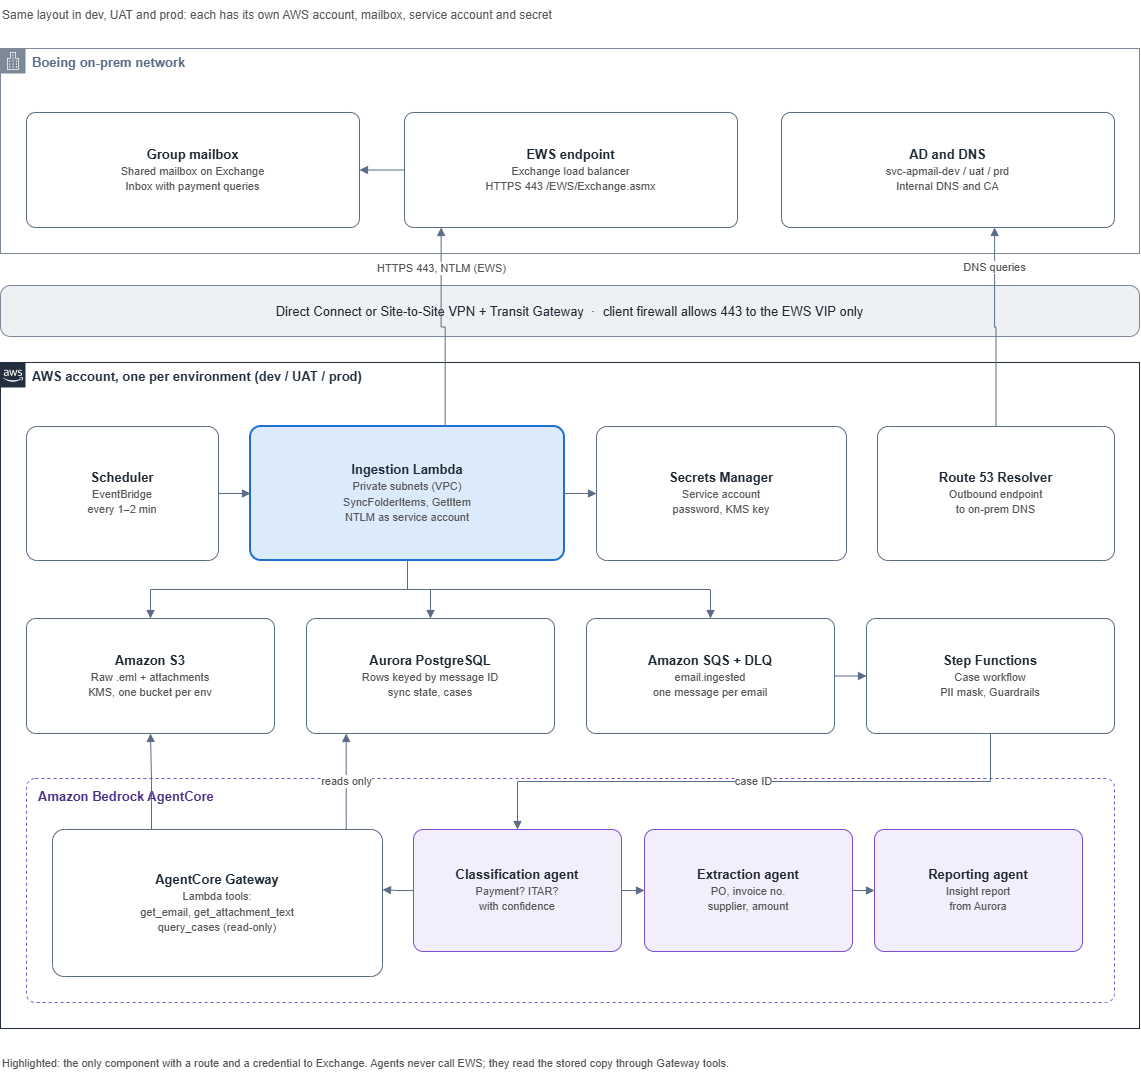 Same layout in dev, UAT and prod: each has its own AWS account, mailbox, service account and secret
Boeing on-prem network
Group mailbox
Shared mailbox on Exchange
Inbox with payment queries
EWS endpoint
Exchange load balancer
HTTPS 443 /EWS/Exchange.asmx
AD and DNS
svc-apmail-dev / uat / prd
Internal DNS and CA
HTTPS 443, NTLM (EWS)
DNS queries
Direct Connect or Site-to-Site VPN + Transit Gateway · client firewall allows 443 to the EWS VIP only
aws
AWS account, one per environment (dev / UAT / prod)
Scheduler
EventBridge
every 1–2 min
Ingestion Lambda
Private subnets (VPC)
SyncFolderItems, GetItem
NTLM as service account
Secrets Manager
Service account
password, KMS key
Route 53 Resolver
Outbound endpoint
to on-prem DNS
Amazon S3
Raw .eml + attachments
KMS, one bucket per env
Aurora PostgreSQL
Rows keyed by message ID
sync state, cases
Amazon SQS + DLQ
email.ingested
one message per email
Step Functions
Case workflow
PII mask, Guardrails
reads only
case ID
Amazon Bedrock AgentCore
AgentCore Gateway
Lambda tools:
get_email, get_attachment_text
query_cases (read-only)
Classification agent
Payment? ITAR?
with confidence
Extraction agent
PO, invoice no.
supplier, amount
Reporting agent
Insight report
from Aurora
Highlighted: the only component with a route and a credential to Exchange. Agents never call EWS; they read the stored copy through Gateway tools.